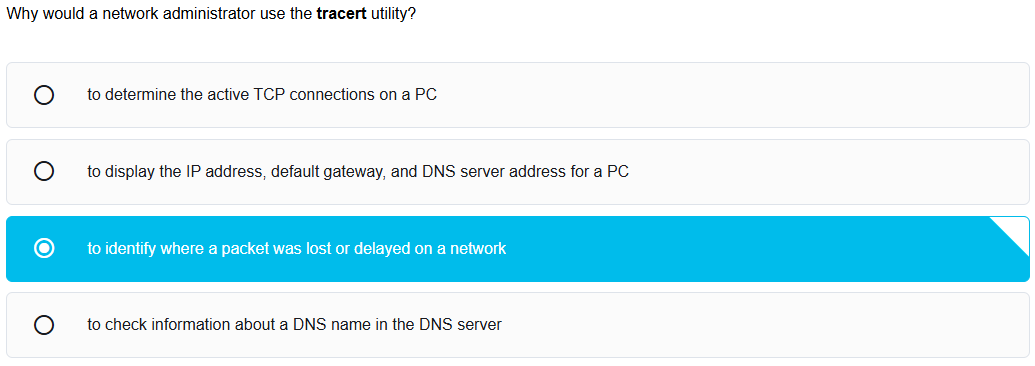 Why would a network administrator use the tracert utility?
to determine the active TCP connections on a PC
to display the IP address, default gateway, and DNS server address for a PC
to identify where a packet was lost or delayed on a network
to check information about a DNS name in the DNS server